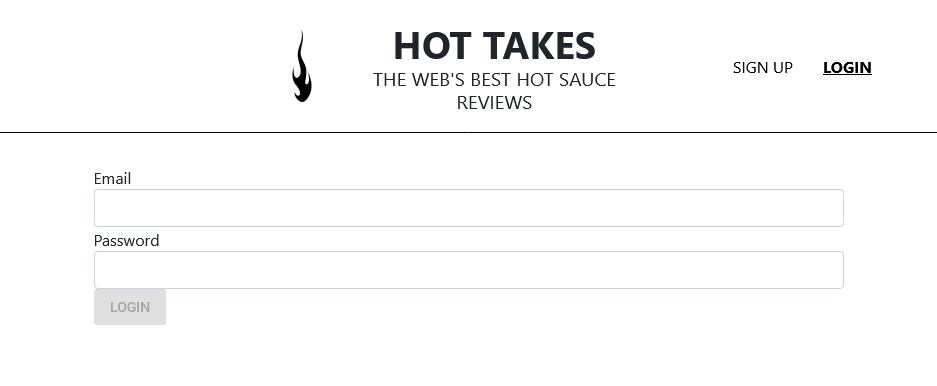 HOT TAKES
THE WEB'S BEST HOT SAUCE
REVIEWS
SIGN UP LOGIN
Email
Password
LOGIN